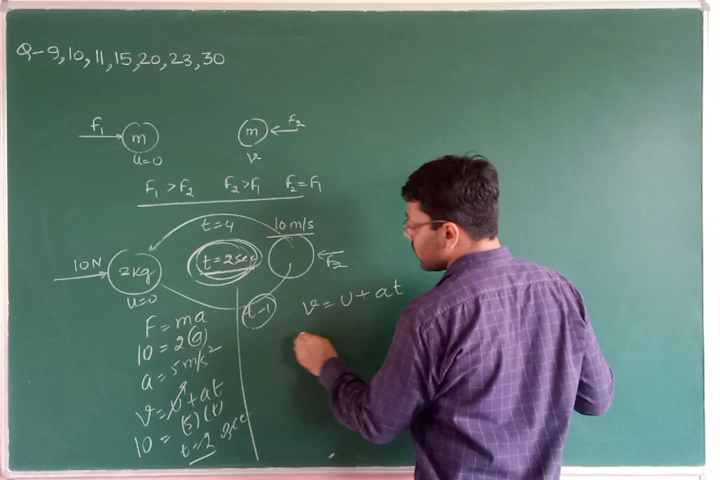 Q-9,10,11,15,20,23,30
F₁ m u=0
m F₂ v
F₁ > F₂ F₂ > F₁ F₂ = F₁
t=4
10 m/s
10N 2kg t=2sec F₂
u=0
t-1
v = u + at
F = ma
10 = 2(a)
a = 5 m/s²
v = u + at
10 = (5)(t)
t = 2 sec